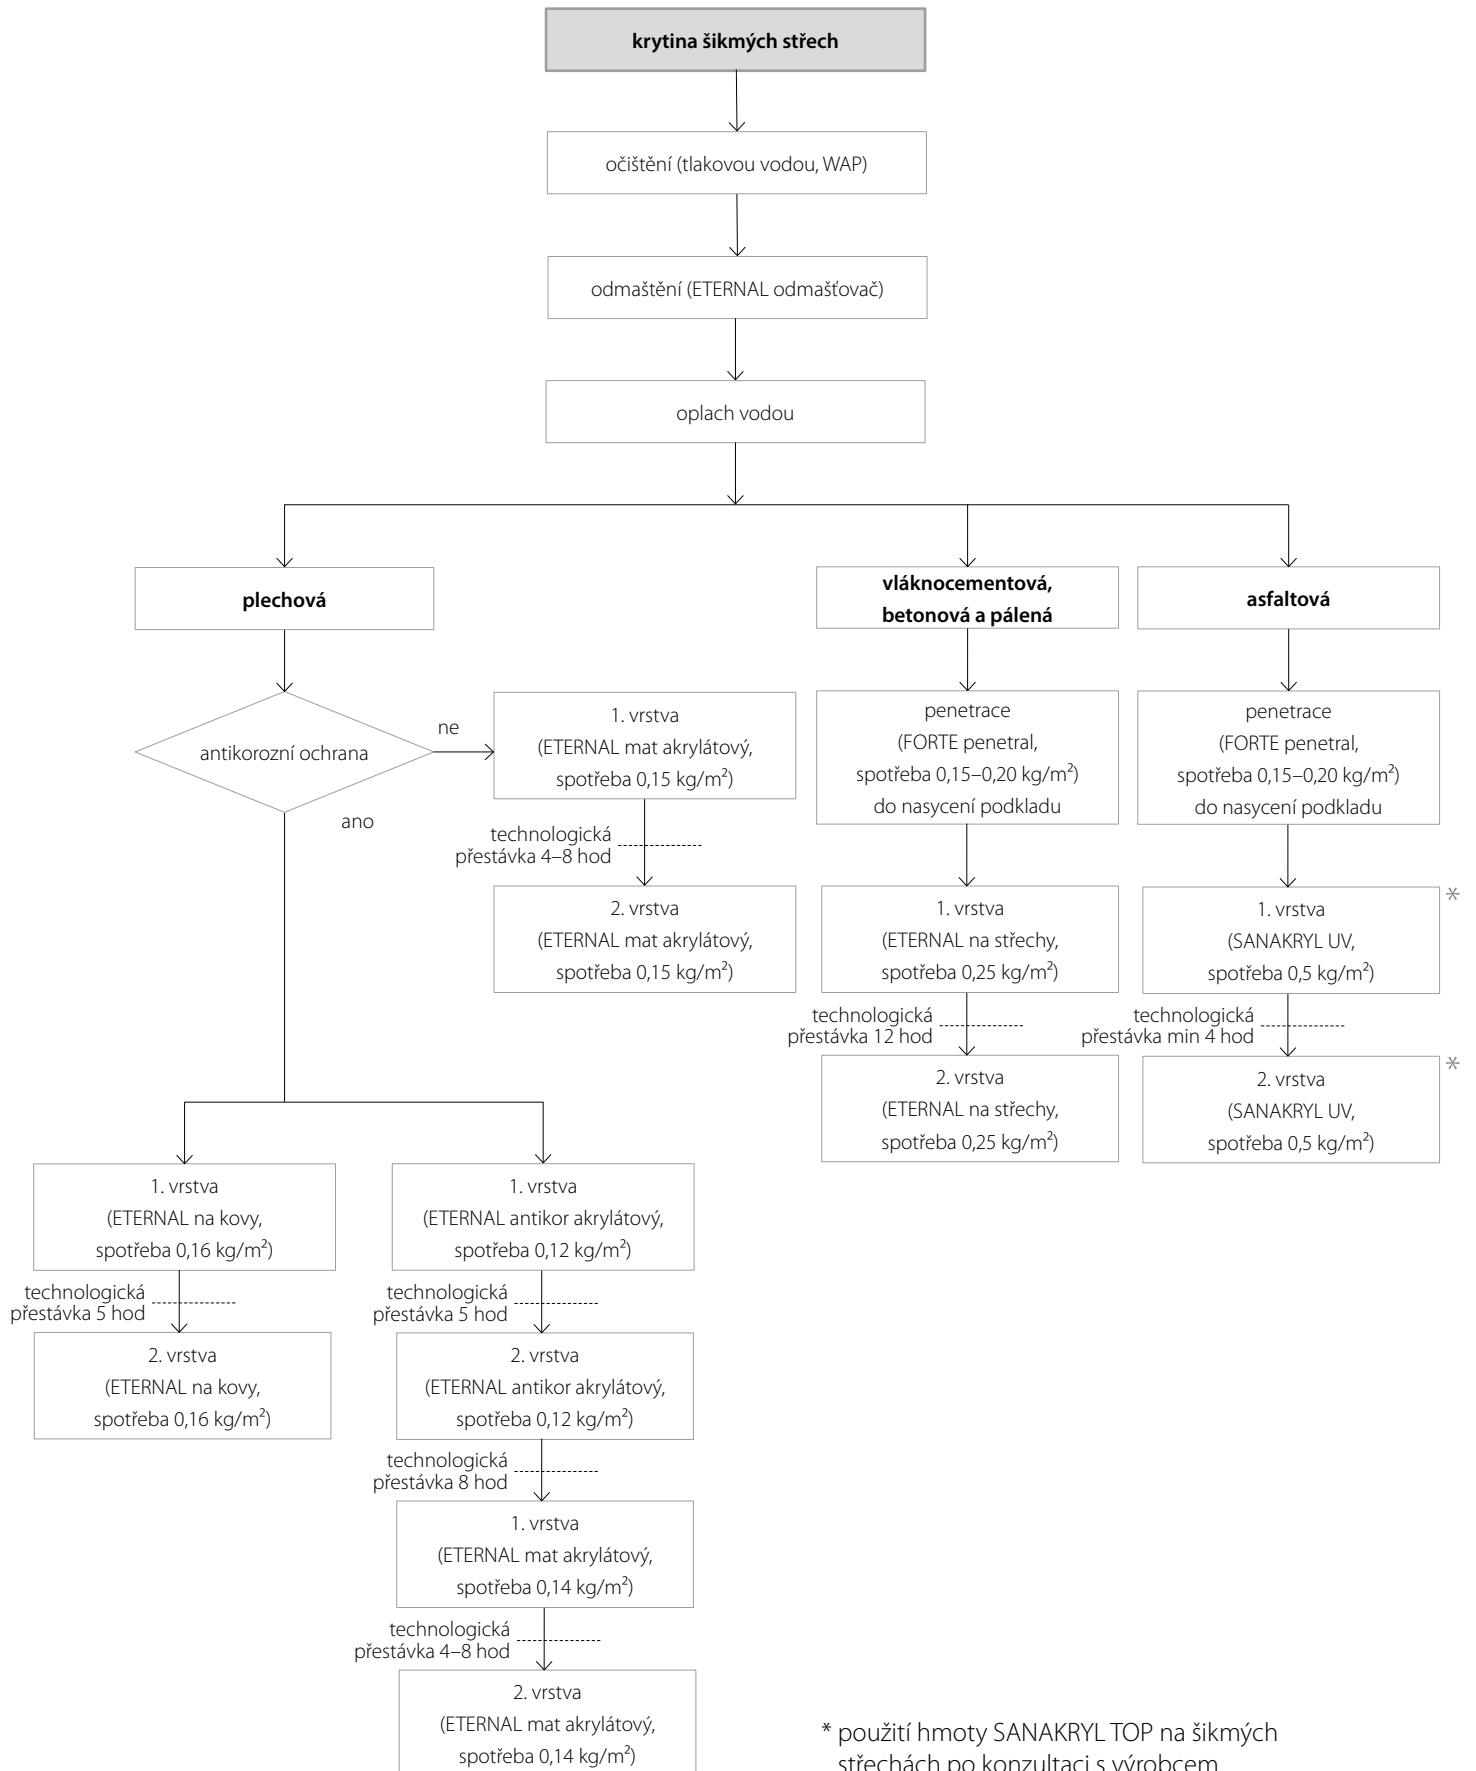 krytina šikmých střech
očištění (tlakovou vodou, WAP)
odmaštění (ETERNAL odmašťovač)
oplach vodou
plechová
vláknocementová,
betonová a pálená
asfaltová
antikorozní ochrana
ne
ano
1. vrstva
(ETERNAL mat akrylátový,
spotřeba 0,15 kg/m²)
technologická
přestávka 4–8 hod
2. vrstva
(ETERNAL mat akrylátový,
spotřeba 0,15 kg/m²)
penetrace
(FORTE penetral,
spotřeba 0,15–0,20 kg/m²)
do nasycení podkladu
1. vrstva
(ETERNAL na střechy,
spotřeba 0,25 kg/m²)
technologická
přestávka 12 hod
2. vrstva
(ETERNAL na střechy,
spotřeba 0,25 kg/m²)
penetrace
(FORTE penetral,
spotřeba 0,15–0,20 kg/m²)
do nasycení podkladu
1. vrstva
(SANAKRYL UV,
spotřeba 0,5 kg/m²)
*
technologická
přestávka min 4 hod
2. vrstva
(SANAKRYL UV,
spotřeba 0,5 kg/m²)
*
1. vrstva
(ETERNAL na kovy,
spotřeba 0,16 kg/m²)
technologická
přestávka 5 hod
2. vrstva
(ETERNAL na kovy,
spotřeba 0,16 kg/m²)
1. vrstva
(ETERNAL antikor akrylátový,
spotřeba 0,12 kg/m²)
technologická
přestávka 5 hod
2. vrstva
(ETERNAL antikor akrylátový,
spotřeba 0,12 kg/m²)
technologická
přestávka 8 hod
1. vrstva
(ETERNAL mat akrylátový,
spotřeba 0,14 kg/m²)
technologická
přestávka 4–8 hod
2. vrstva
(ETERNAL mat akrylátový,
spotřeba 0,14 kg/m²)
* použití hmoty SANAKRYL TOP na šikmých
střechách po konzultaci s výrobcem